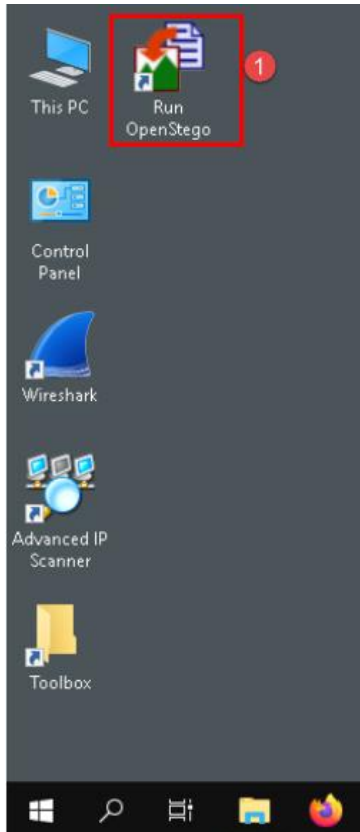 This PC
Run
OpenStego
1
Control
Panel
Wireshark
Advanced IP
Scanner
Toolbox